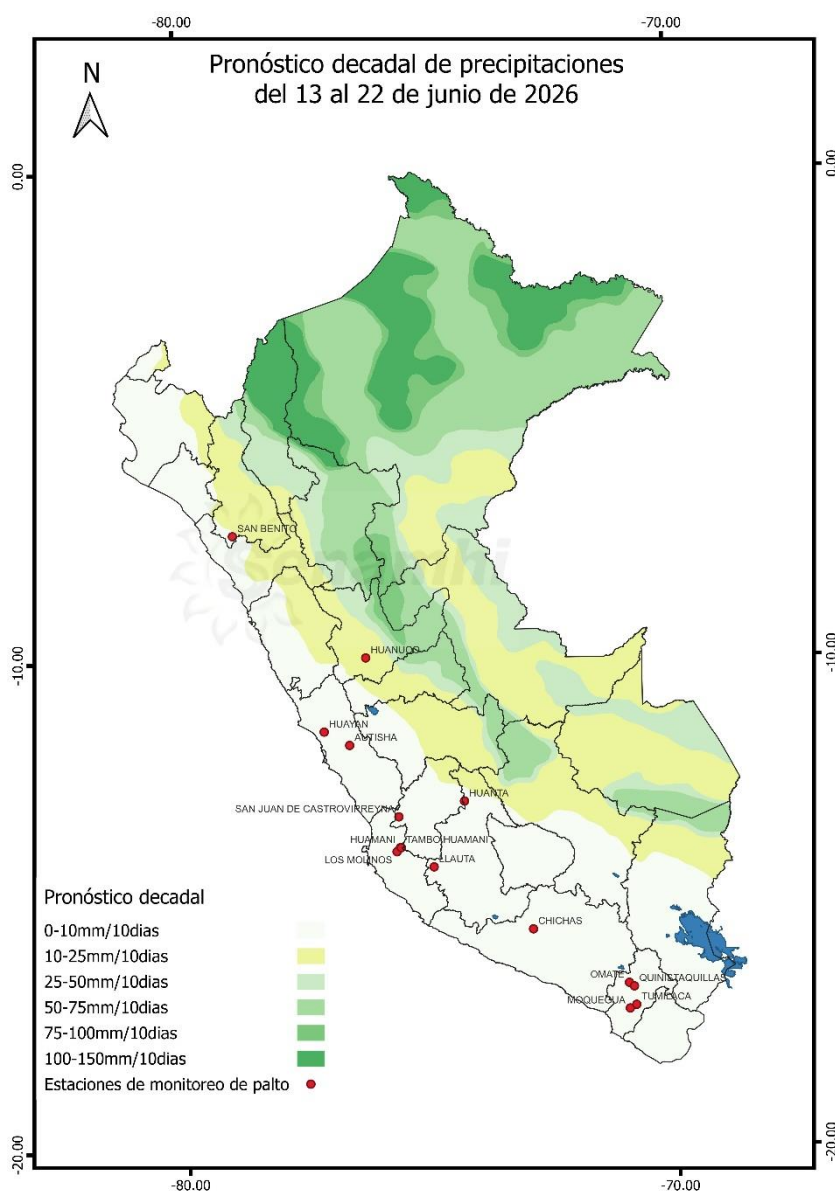 -80.00
-70.00
N
Pronóstico decadal de precipitaciones
del 13 al 22 de junio de 2026
0.00
0.00
Senamhi
SAN BENITO
HUANUCO
-10.00
-10.00
HUAYAN
AUTISHA
HUANTA
SAN JUAN DE CASTROVIRREYNA
HUAMANI
TAMBO HUAMANI
LOS MOLINOS
LLAUTA
CHICHAS
OMATE
QUINISTAQUILLAS
MOQUEGUA
TUMILACA
Pronóstico decadal
0-10mm/10dias
10-25mm/10dias
25-50mm/10dias
50-75mm/10dias
75-100mm/10dias
100-150mm/10dias
Estaciones de monitoreo de palto
-20.00
-20.00
-80.00
-70.00